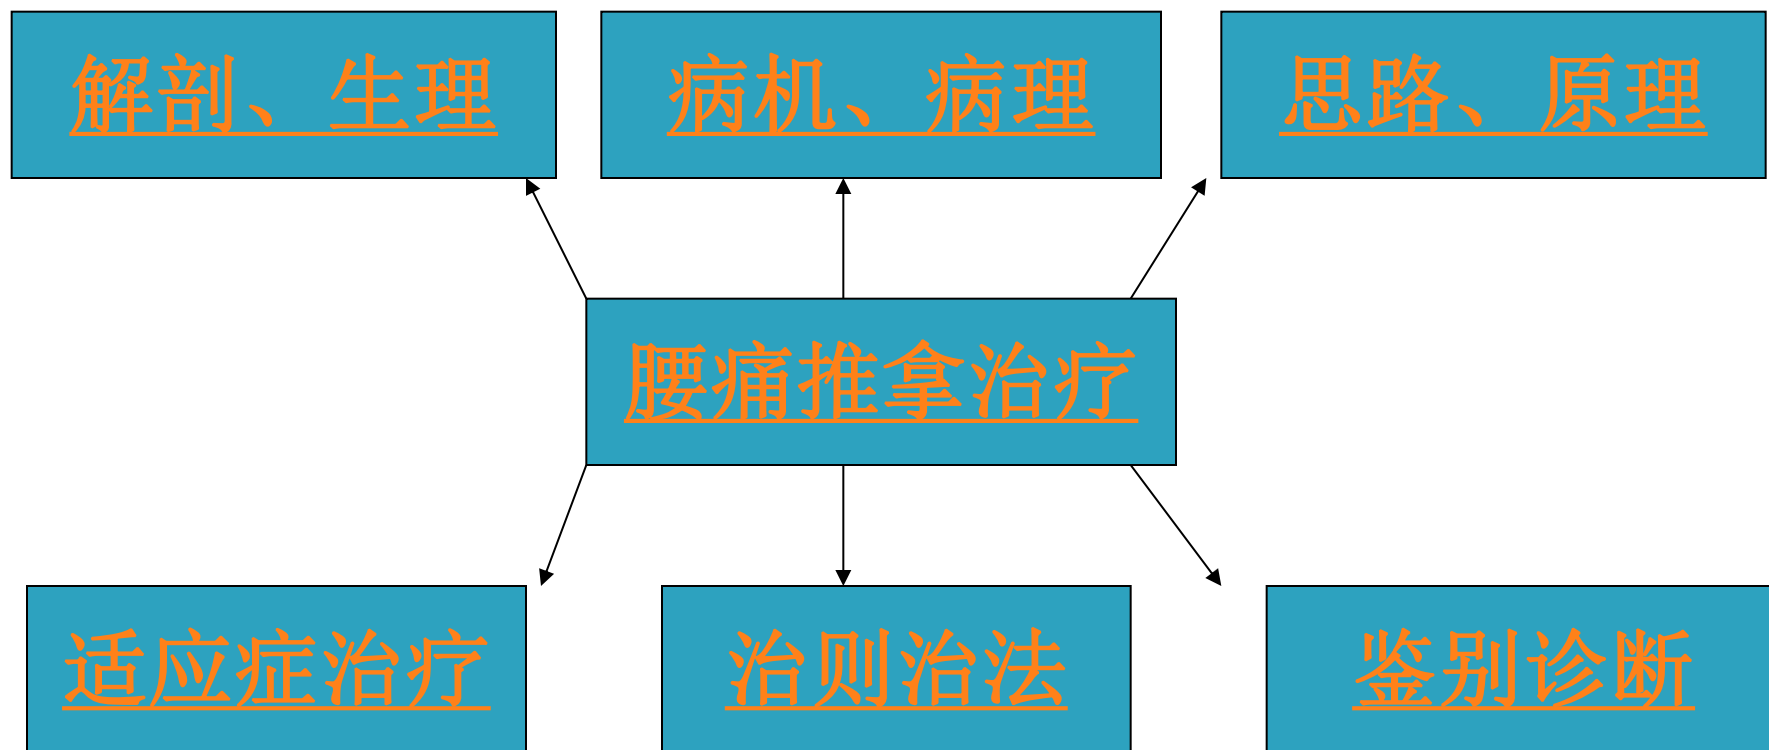 解剖、生理
病机、病理
思路、原理
腰痛推拿治疗
适应症治疗
治则治法
鉴别诊断